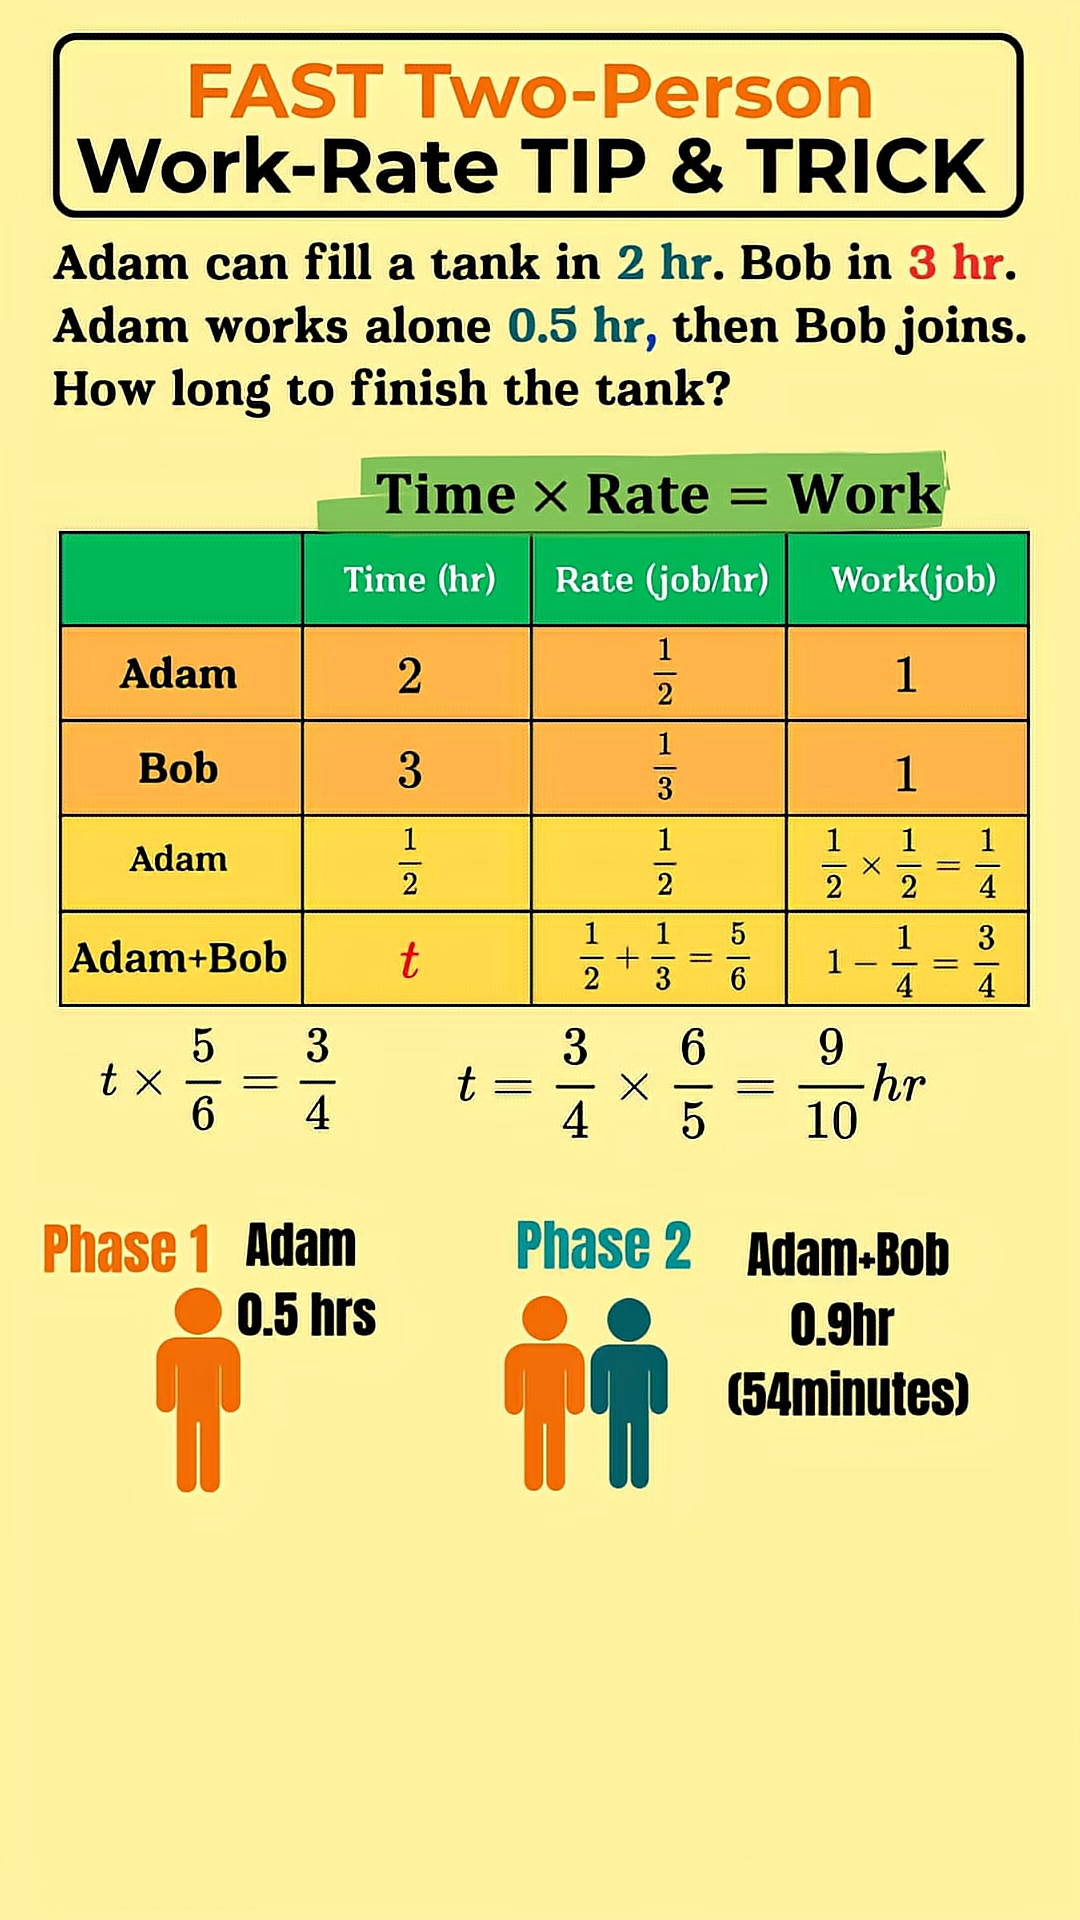 FAST Two-Person
Work-Rate TIP & TRICK
Adam can fill a tank in 2 hr. Bob in 3 hr.
Adam works alone 0.5 hr, then Bob joins.
How long to finish the tank?
Time × Rate = Work
Time (hr) Rate (job/hr) Work(job)
Adam 2 1/2 1
Bob 3 1/3 1
Adam 1/2 1/2 1/2 × 1/2 = 1/4
Adam+Bob t 1/2 + 1/3 = 5/6 1 − 1/4 = 3/4
t × 5/6 = 3/4 t = 3/4 × 6/5 = 9/10 hr
Phase 1 Adam
0.5 hrs
Phase 2 Adam+Bob
0.9hr
(54minutes)